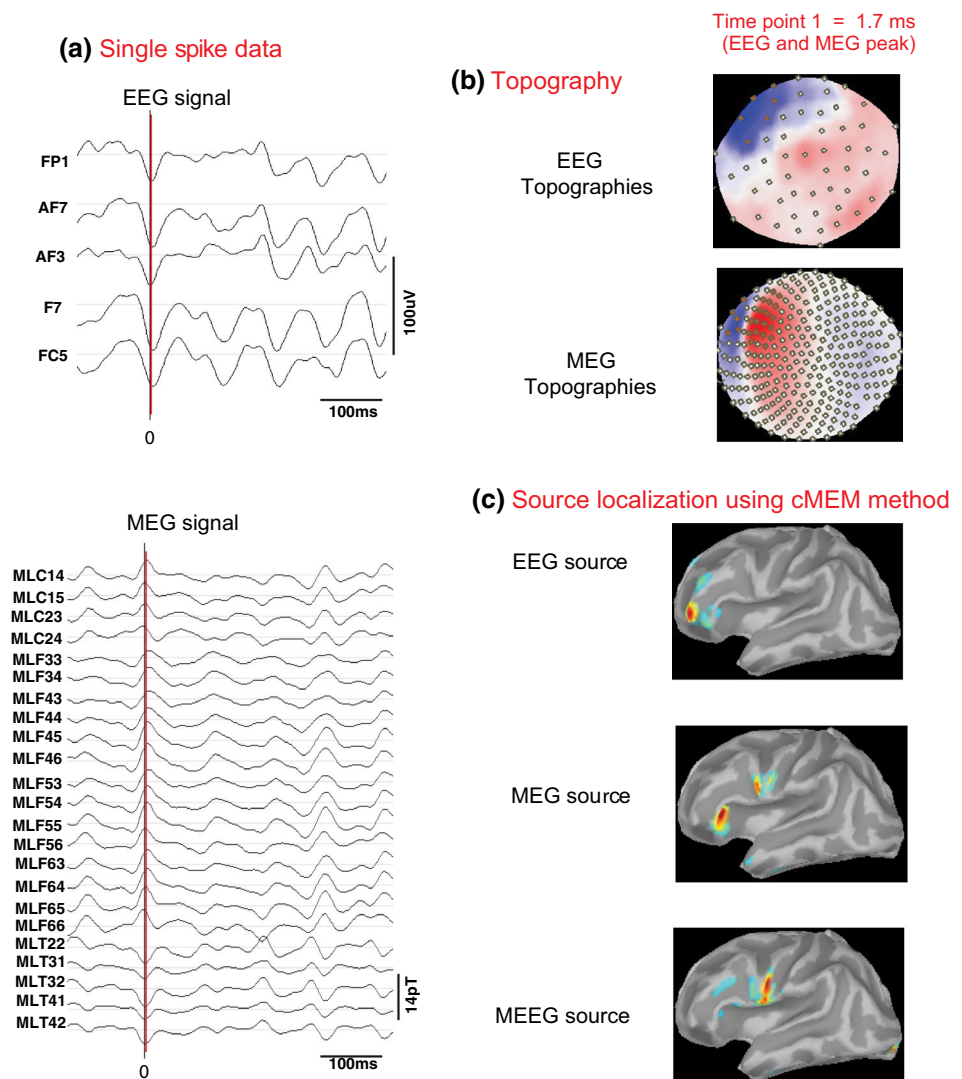 (a) Single spike data
EEG signal
FP1
AF7
AF3
F7
FC5
100uV
100ms
0
MEG signal
MLC14
MLC15
MLC23
MLC24
MLF33
MLF34
MLF43
MLF44
MLF45
MLF46
MLF53
MLF54
MLF55
MLF56
MLF63
MLF64
MLF65
MLF66
MLT22
MLT31
MLT32
MLT41
MLT42
14pT
100ms
0
Time point 1 = 1.7 ms
(EEG and MEG peak)
(b) Topography
EEG
Topographies
MEG
Topographies
(c) Source localization using cMEM method
EEG source
MEG source
MEEG source